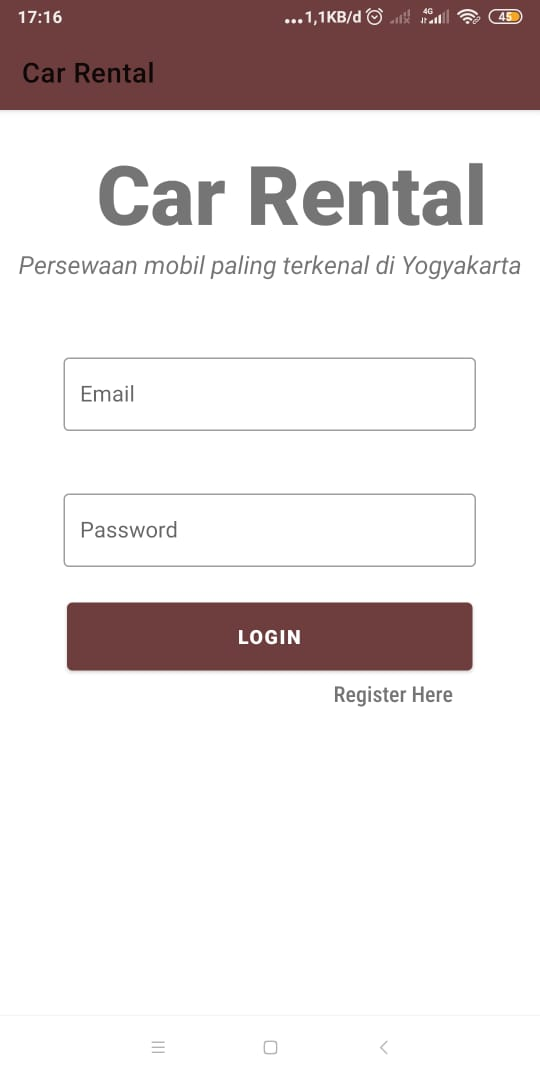 17:16
...1,1KB/d
4G
45
Car Rental
Car Rental
Persewaan mobil paling terkenal di Yogyakarta
Email
Password
LOGIN
Register Here